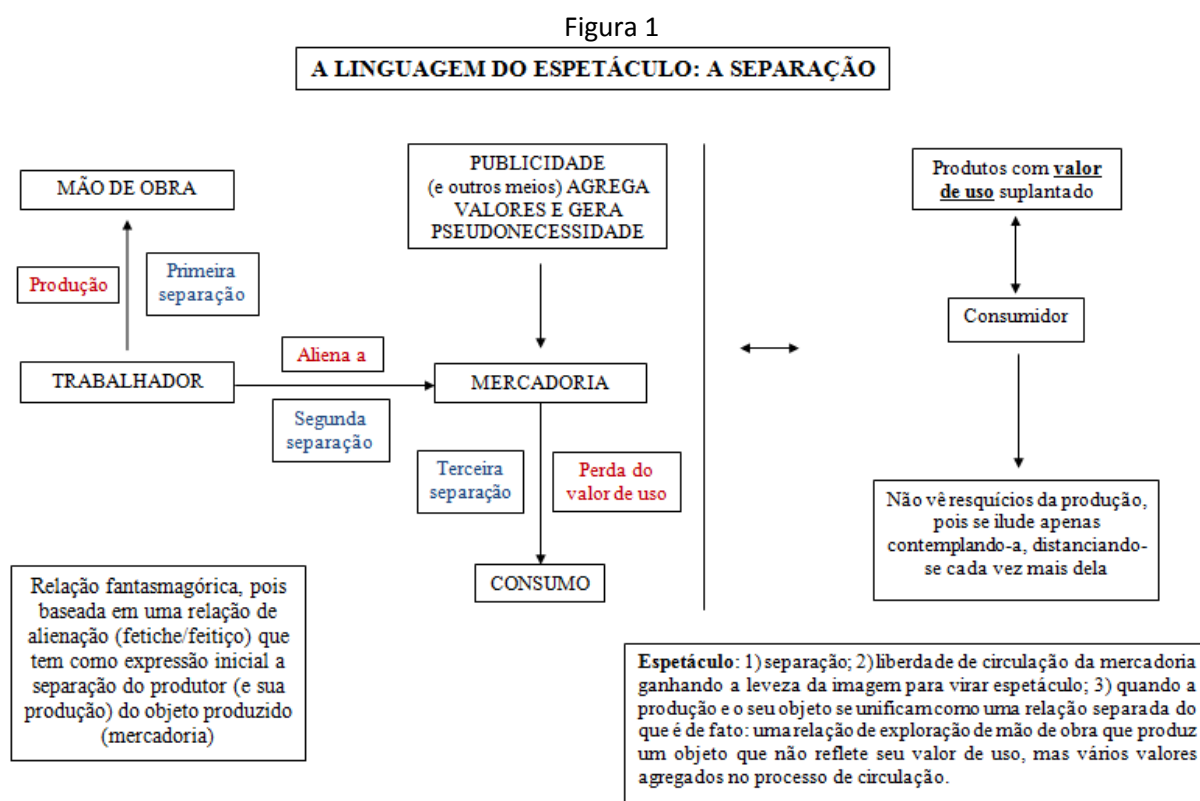 Figura 1
A LINGUAGEM DO ESPETÁCULO: A SEPARAÇÃO
MÃO DE OBRA
Produção
Primeira
separação
TRABALHADOR
Aliena a
Segunda
separação
PUBLICIDADE
(e outros meios) AGREGA
VALORES E GERA
PSEUDONECESSIDADE
MERCADORIA
Terceira
separação
Perda do
valor de uso
CONSUMO
Produtos com valor
de uso suplantado
Consumidor
Não vê resquícios da produção,
pois se ilude apenas
contemplando-a, distanciando-
se cada vez mais dela
Relação fantasmagórica, pois
baseada em uma relação de
alienação (fetiche/feitiço) que
tem como expressão inicial a
separação do produtor (e sua
produção) do objeto produzido
(mercadoria)
Espetáculo: 1) separação; 2) liberdade de circulação da mercadoria
ganhando a leveza da imagem para virar espetáculo; 3) quando a
produção e o seu objeto se unificam como uma relação separada do
que é de fato: uma relação de exploração de mão de obra que produz
um objeto que não reflete seu valor de uso, mas vários valores
agregados no processo de circulação.